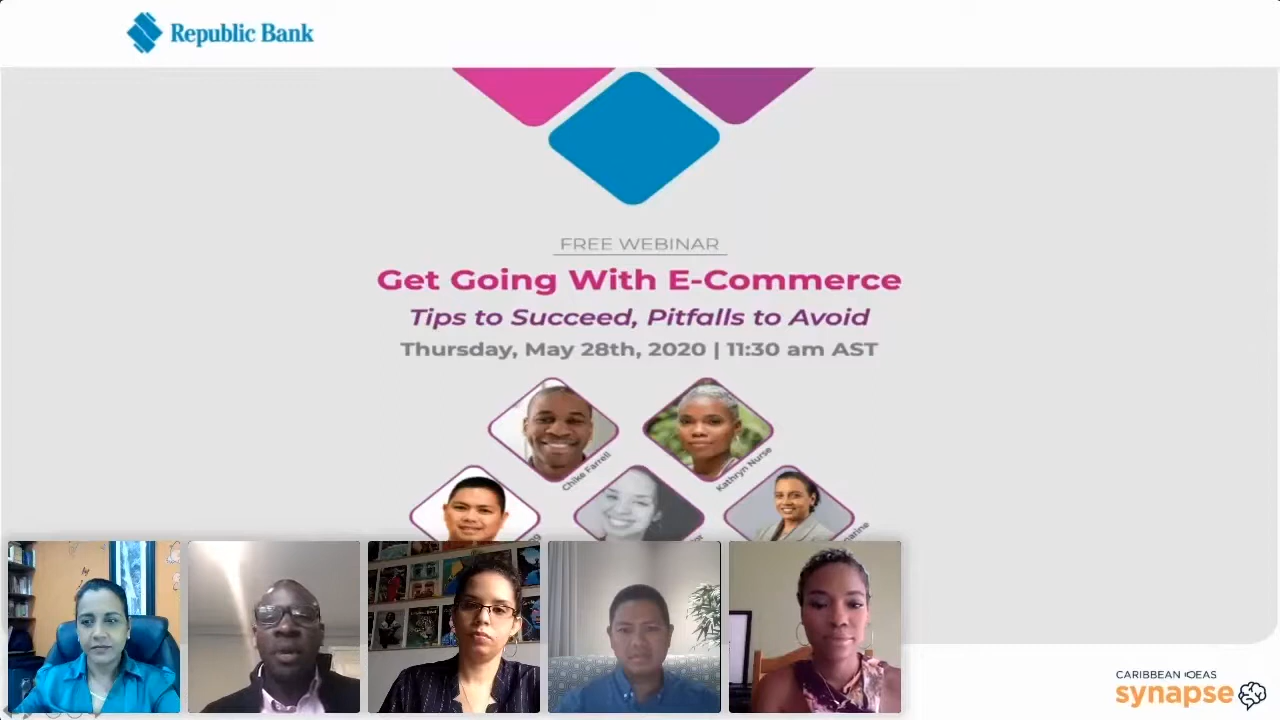 Republic Bank
FREE WEBINAR
Get Going With E-Commerce
Tips to Succeed, Pitfalls to Avoid
Thursday, May 28th, 2020 | 11:30 am AST
Chike Farrell
Kathryn Nurse
CARIBBEAN IDEAS
synapse